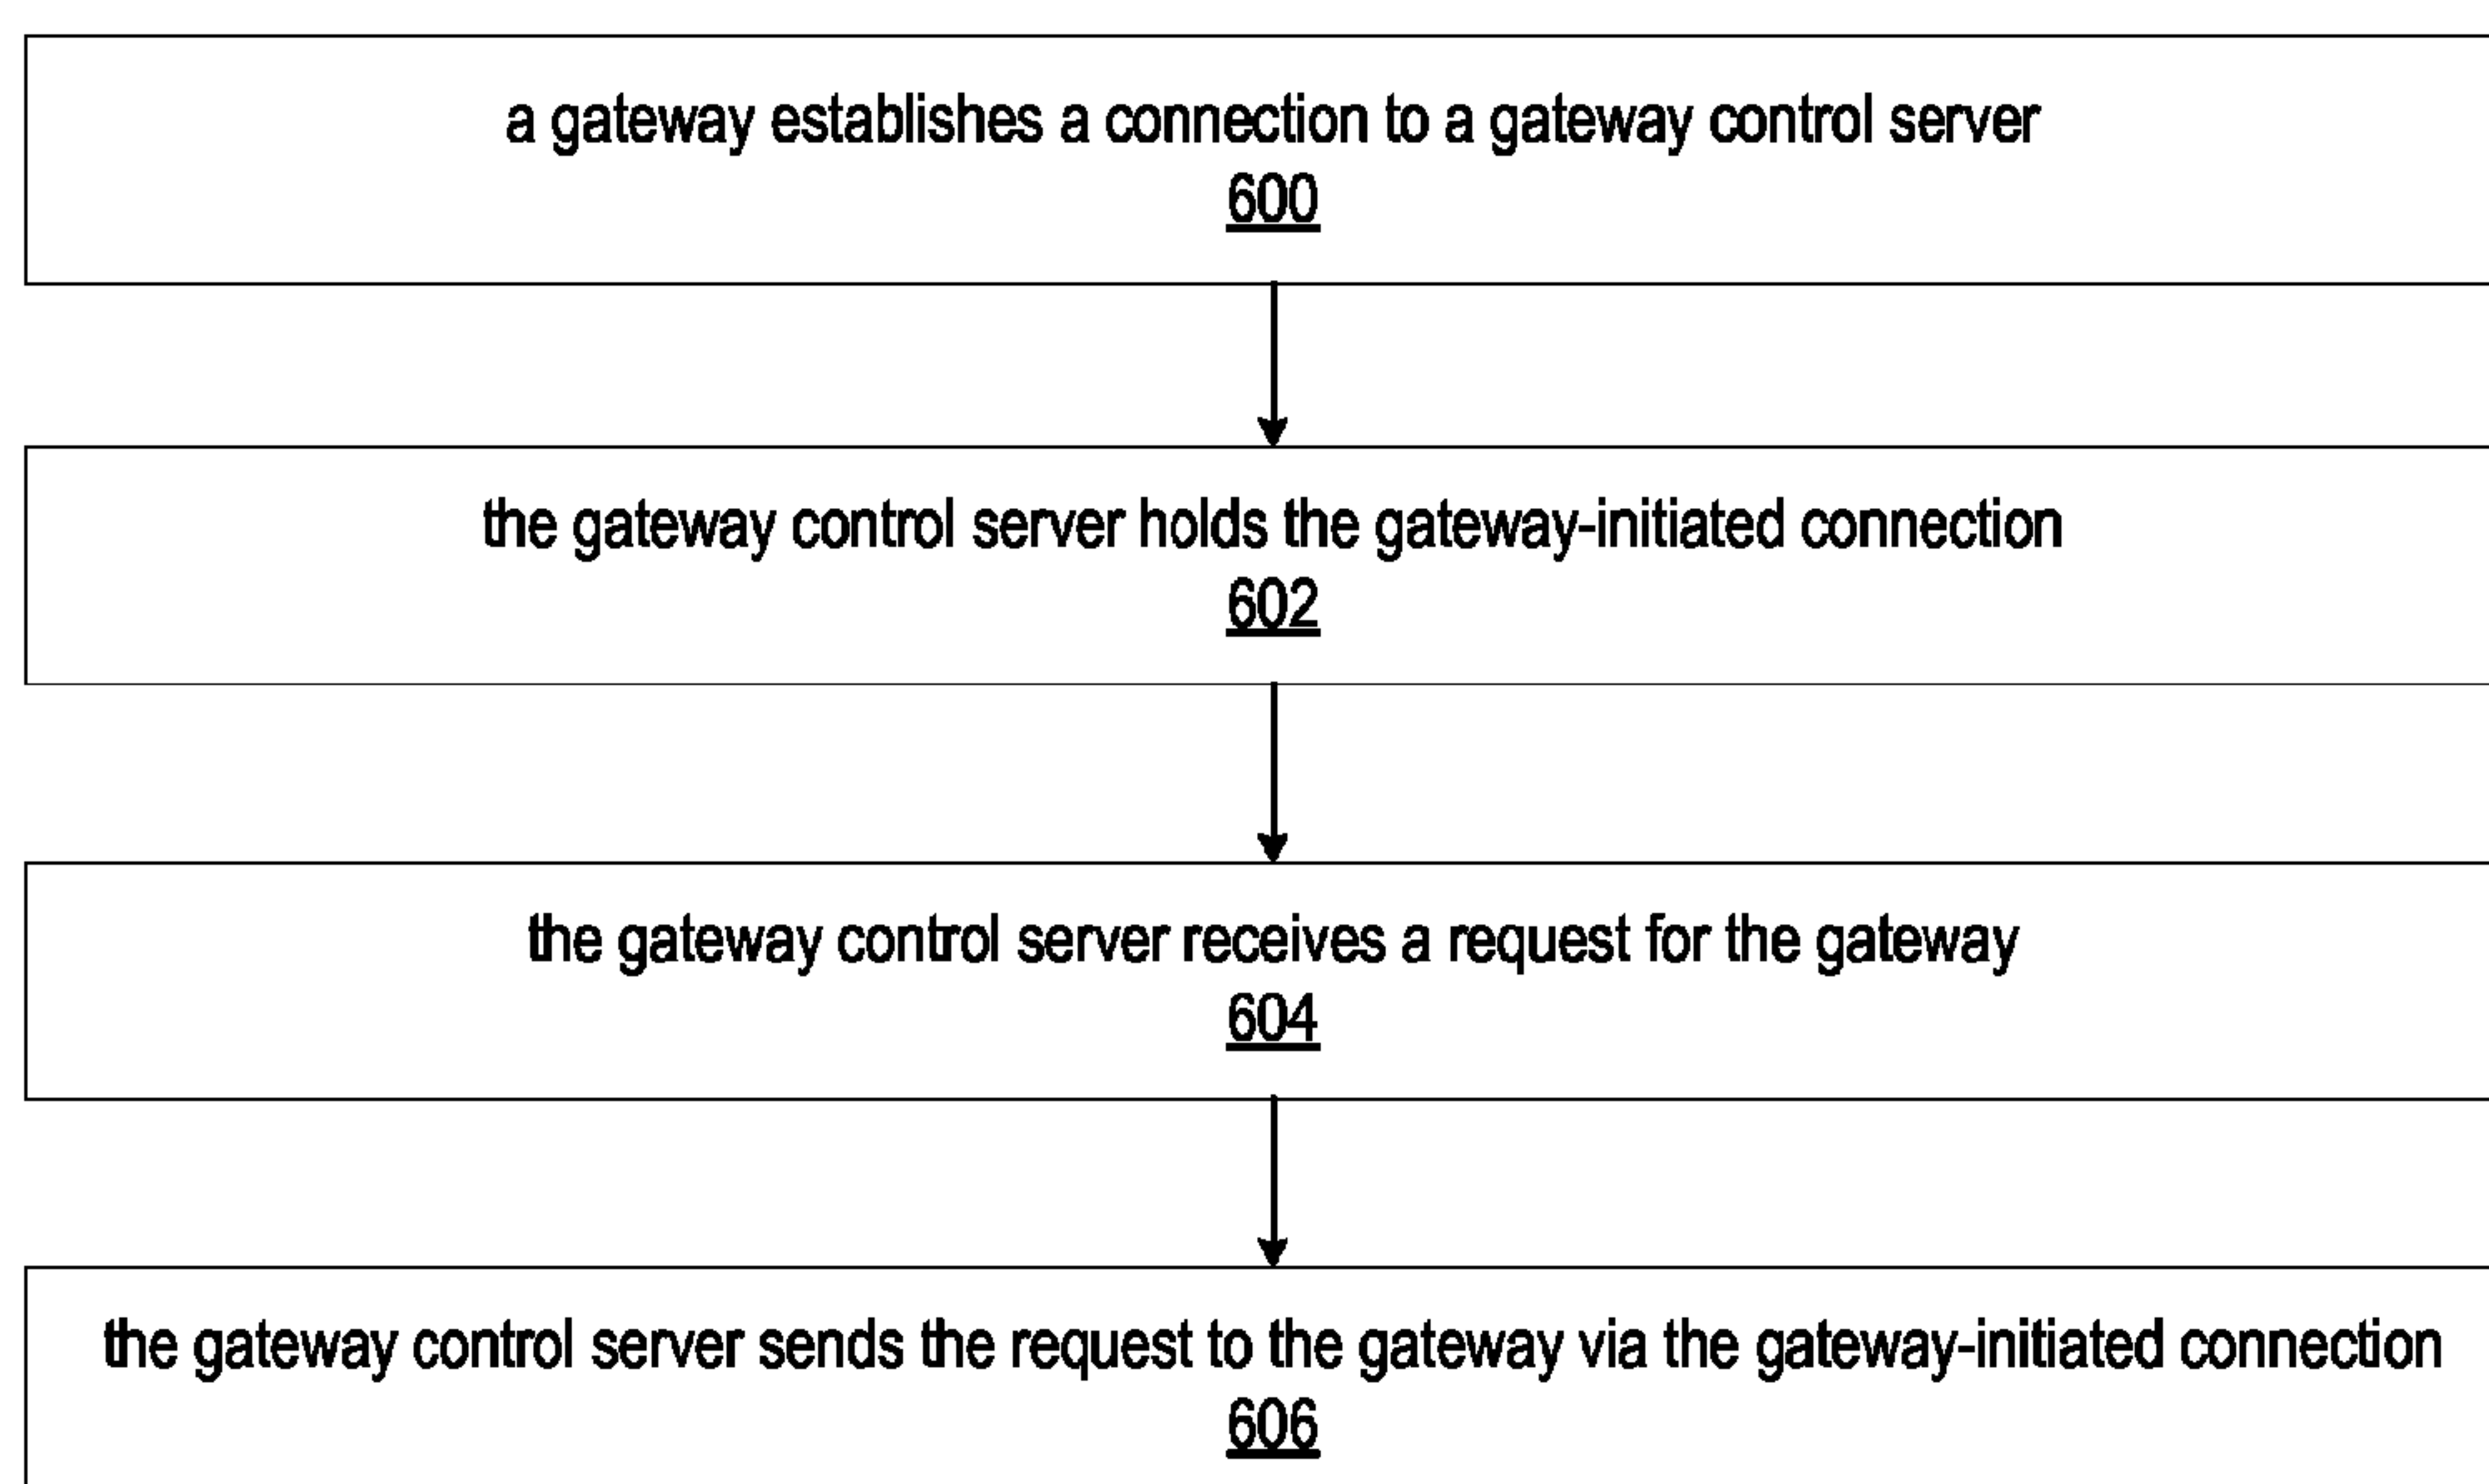 a gateway establishes a connection to a gateway control server
600
the gateway control server holds the gateway-initiated connection
602
the gateway control server receives a request for the gateway
604
the gateway control server sends the request to the gateway via the gateway-initiated connection
606